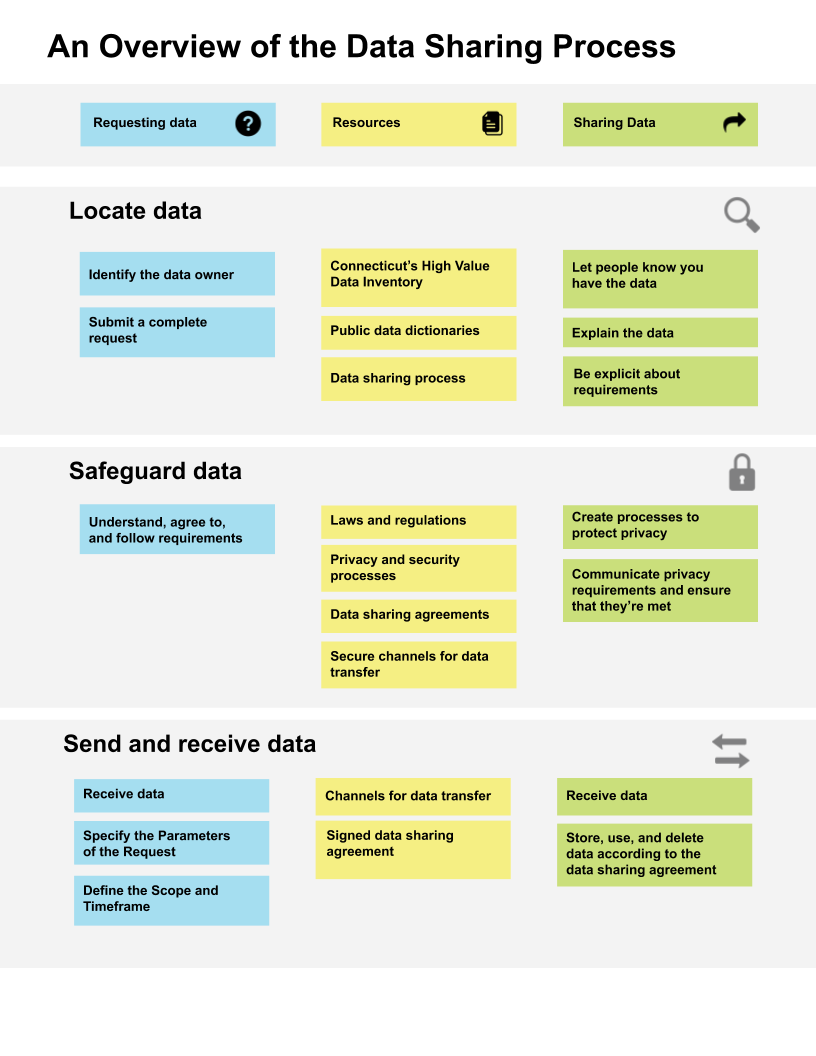 An Overview of the Data Sharing Process
Requesting data
Resources
Sharing Data
Locate data
Identify the data owner
Submit a complete
request
Connecticut’s High Value
Data Inventory
Public data dictionaries
Data sharing process
Let people know you
have the data
Explain the data
Be explicit about
requirements
Safeguard data
Understand, agree to,
and follow requirements
Laws and regulations
Privacy and security
processes
Data sharing agreements
Secure channels for data
transfer
Create processes to
protect privacy
Communicate privacy
requirements and ensure
that they’re met
Send and receive data
Receive data
Specify the Parameters
of the Request
Define the Scope and
Timeframe
Channels for data transfer
Signed data sharing
agreement
Receive data
Store, use, and delete
data according to the
data sharing agreement